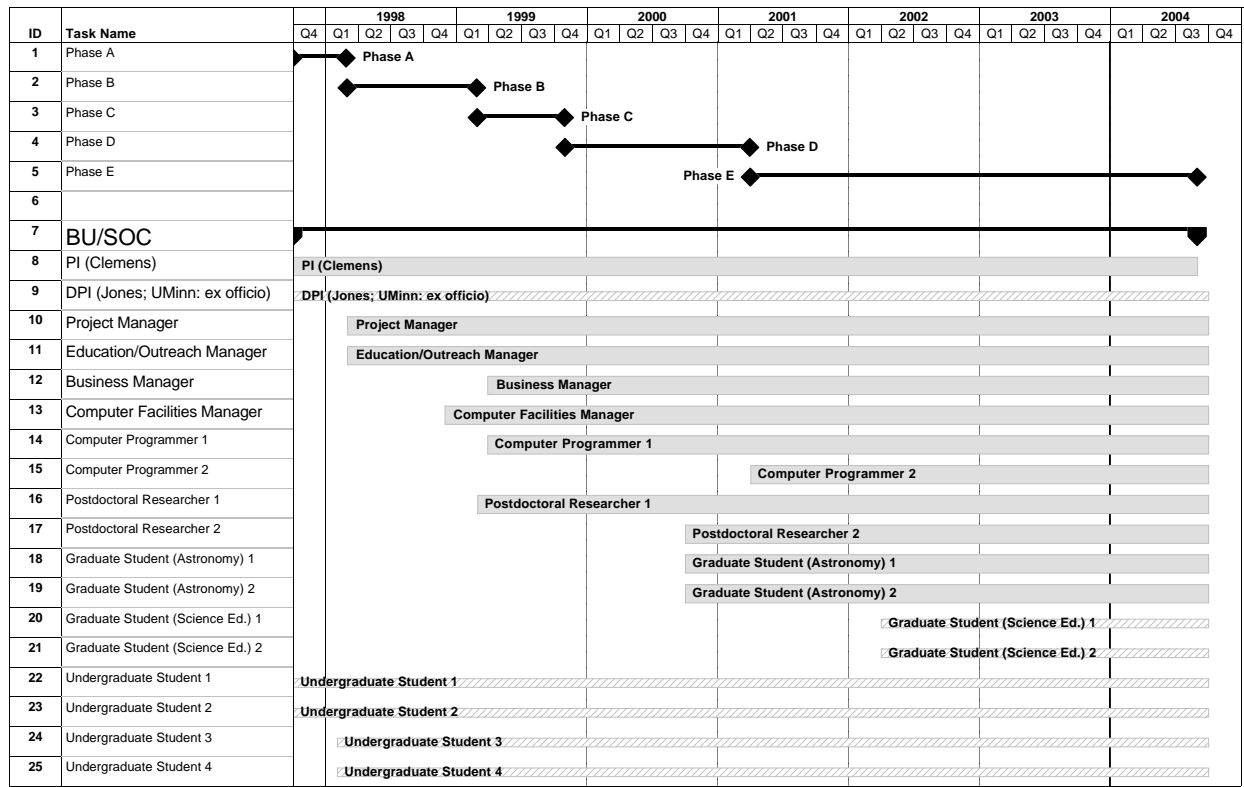 1998 1999 2000 2001 2002 2003 2004
ID Task Name Q4 Q1 Q2 Q3 Q4 Q1 Q2 Q3 Q4 Q1 Q2 Q3 Q4 Q1 Q2 Q3 Q4 Q1 Q2 Q3 Q4 Q1 Q2 Q3 Q4 Q1 Q2 Q3 Q4
1 Phase A Phase A
2 Phase B Phase B
3 Phase C Phase C
4 Phase D Phase D
5 Phase E Phase E
6
7 BU/SOC
8 PI (Clemens) PI (Clemens)
9 DPI (Jones; UMinn: ex officio) DPI (Jones; UMinn: ex officio)
10 Project Manager Project Manager
11 Education/Outreach Manager Education/Outreach Manager
12 Business Manager Business Manager
13 Computer Facilities Manager Computer Facilities Manager
14 Computer Programmer 1 Computer Programmer 1
15 Computer Programmer 2 Computer Programmer 2
16 Postdoctoral Researcher 1 Postdoctoral Researcher 1
17 Postdoctoral Researcher 2 Postdoctoral Researcher 2
18 Graduate Student (Astronomy) 1 Graduate Student (Astronomy) 1
19 Graduate Student (Astronomy) 2 Graduate Student (Astronomy) 2
20 Graduate Student (Science Ed.) 1 Graduate Student (Science Ed.) 1
21 Graduate Student (Science Ed.) 2 Graduate Student (Science Ed.) 2
22 Undergraduate Student 1 Undergraduate Student 1
23 Undergraduate Student 2 Undergraduate Student 2
24 Undergraduate Student 3 Undergraduate Student 3
25 Undergraduate Student 4 Undergraduate Student 4